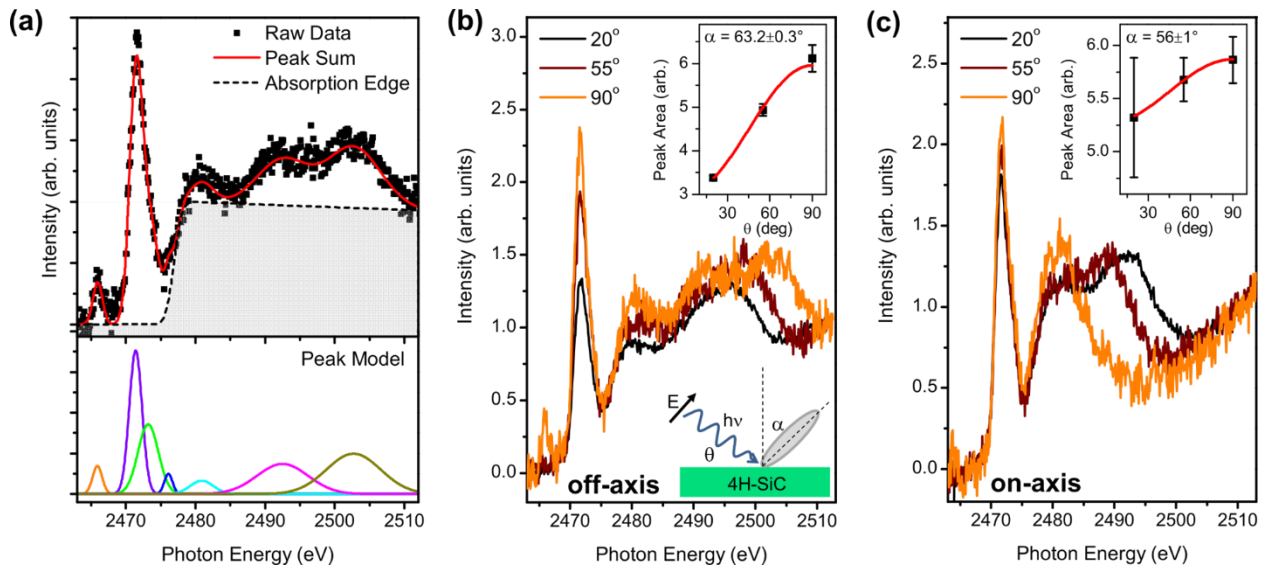 (a)
Raw Data
Peak Sum
Absorption Edge
Intensity (arb. units)
Peak Model
2470 2480 2490 2500 2510
Photon Energy (eV)
(b)
3.0
2.5
2.0
1.5
1.0
0.5
0.0
Intensity (arb. units)
20°
55°
90°
α = 63.2±0.3°
6
5
4
3
Peak Area (arb.)
30 60 90
θ (deg)
E
hν
θ
α
off-axis
4H-SiC
2470 2480 2490 2500 2510
Photon Energy (eV)
(c)
2.5
2.0
1.5
1.0
0.5
0.0
Intensity (arb. units)
20°
55°
90°
α = 56±1°
6.0
5.5
5.0
Peak Area (arb.)
30 60 90
θ (deg)
on-axis
2470 2480 2490 2500 2510
Photon Energy (eV)